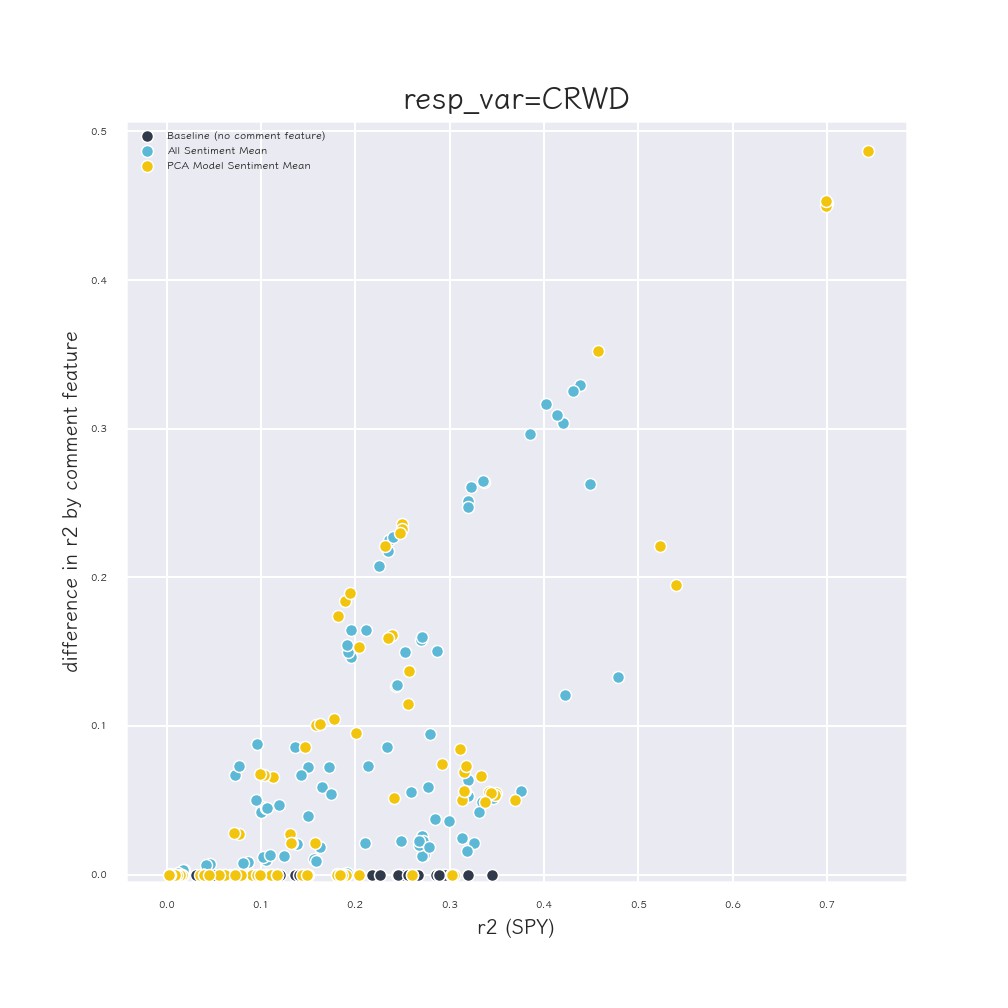 resp_var=CRWD
Baseline (no comment feature)
All Sentiment Mean
PCA Model Sentiment Mean
difference in r2 by comment feature
0.5
0.4
0.3
0.2
0.1
0.0
0.0 0.1 0.2 0.3 0.4 0.5 0.6 0.7
r2 (SPY)